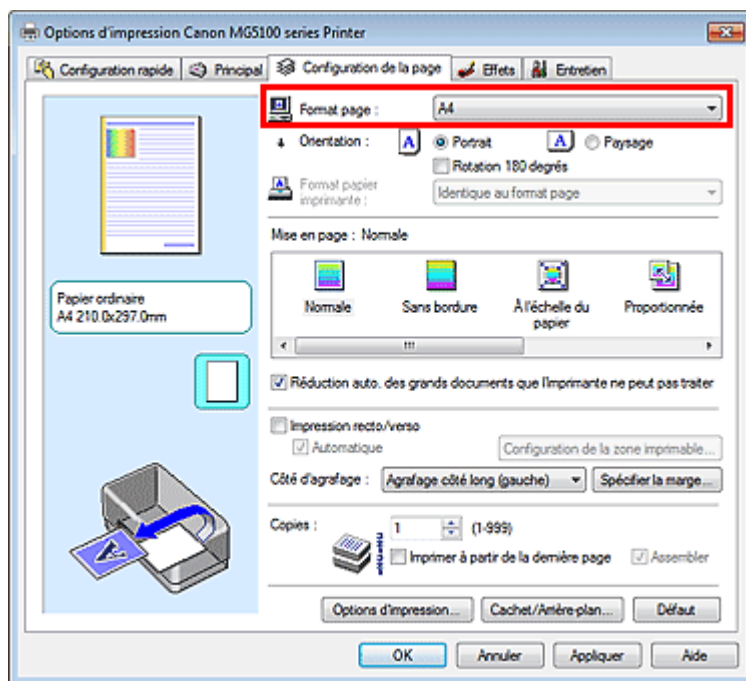 Options d'impression Canon MG5100 series Printer
Configuration rapide
Principal
Configuration de la page
Effets
Entretien
Format page :
A4
Orientation :
A
Portrait
A
Paysage
Rotation 180 degrés
Format papier
imprimante :
Identique au format page
Mise en page : Normale
Normale
Sans bordure
À l'échelle du
papier
Proportionnée
Papier ordinaire
A4 210.0x297.0mm
Réduction auto. des grands documents que l'imprimante ne peut pas traiter
Impression recto/verso
Automatique
Configuration de la zone imprimable...
Côté d'agrafage :
Agrafage côté long (gauche)
Spécifier la marge...
Copies :
1
(1-999)
Imprimer à partir de la dernière page
Assembler
Options d'impression...
Cachet/Arrière-plan...
Défaut
OK
Annuler
Appliquer
Aide